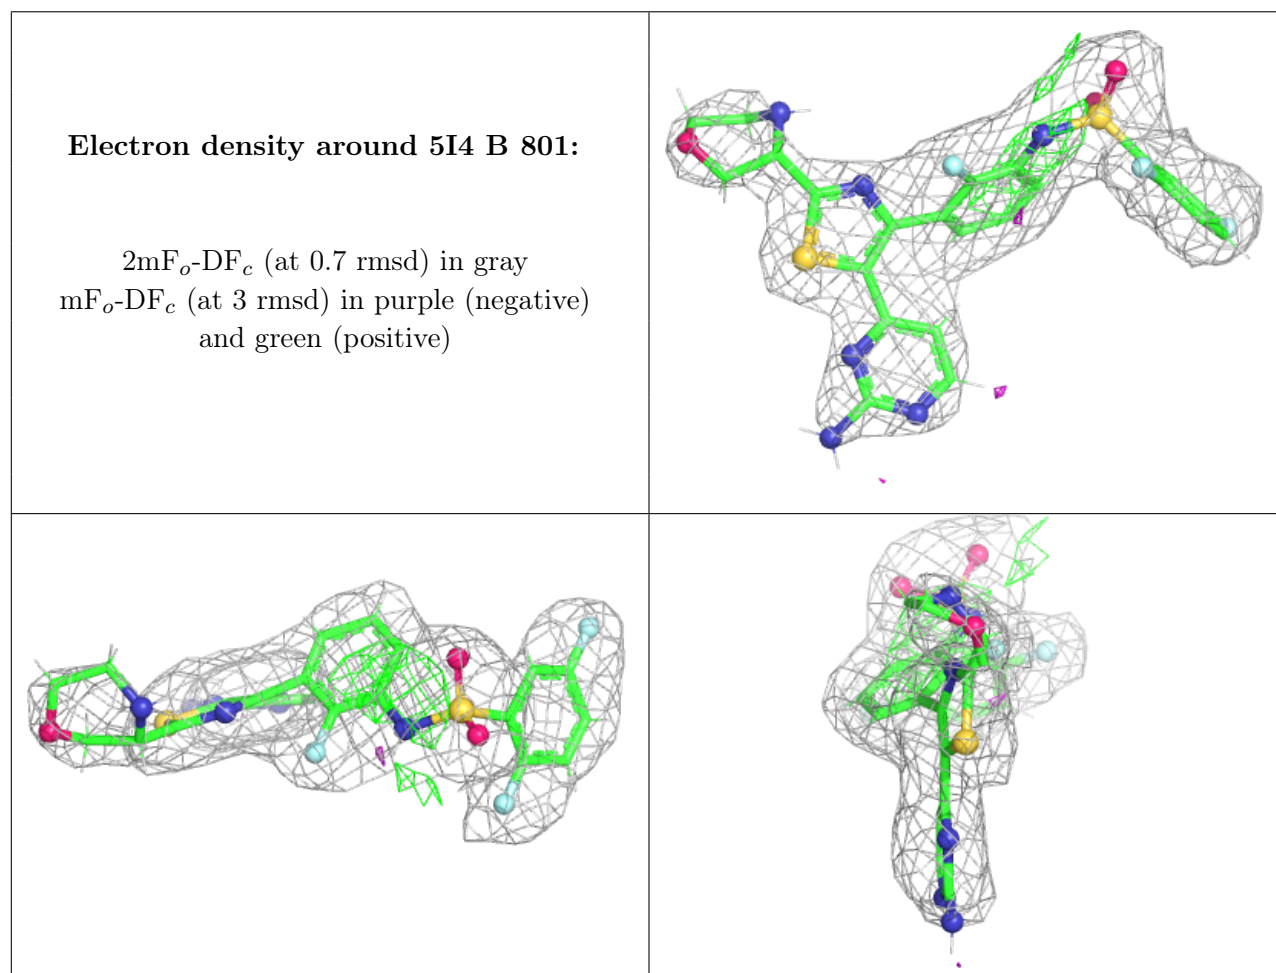 Electron density around 5I4 B 801:
2mFo-DFc (at 0.7 rmsd) in gray
mFo-DFc (at 3 rmsd) in purple (negative)
and green (positive)